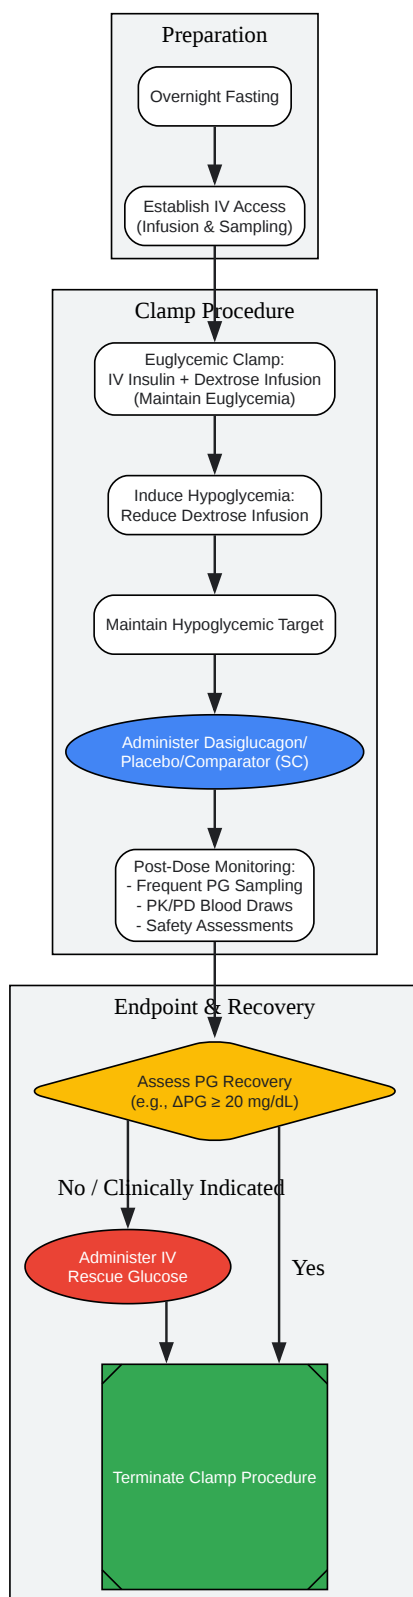 Preparation
Overnight Fasting
Establish IV Access
(Infusion & Sampling)
Clamp Procedure
Euglycemic Clamp:
IV Insulin + Dextrose Infusion
(Maintain Euglycemia)
Induce Hypoglycemia:
Reduce Dextrose Infusion
Maintain Hypoglycemic Target
Administer Dasiglucagon/
Placebo/Comparator (SC)
Post-Dose Monitoring:
- Frequent PG Sampling
- PK/PD Blood Draws
- Safety Assessments
Endpoint & Recovery
Assess PG Recovery
(e.g., ΔPG ≥ 20 mg/dL)
No / Clinically Indicated
Administer IV
Rescue Glucose
Yes
Terminate Clamp Procedure